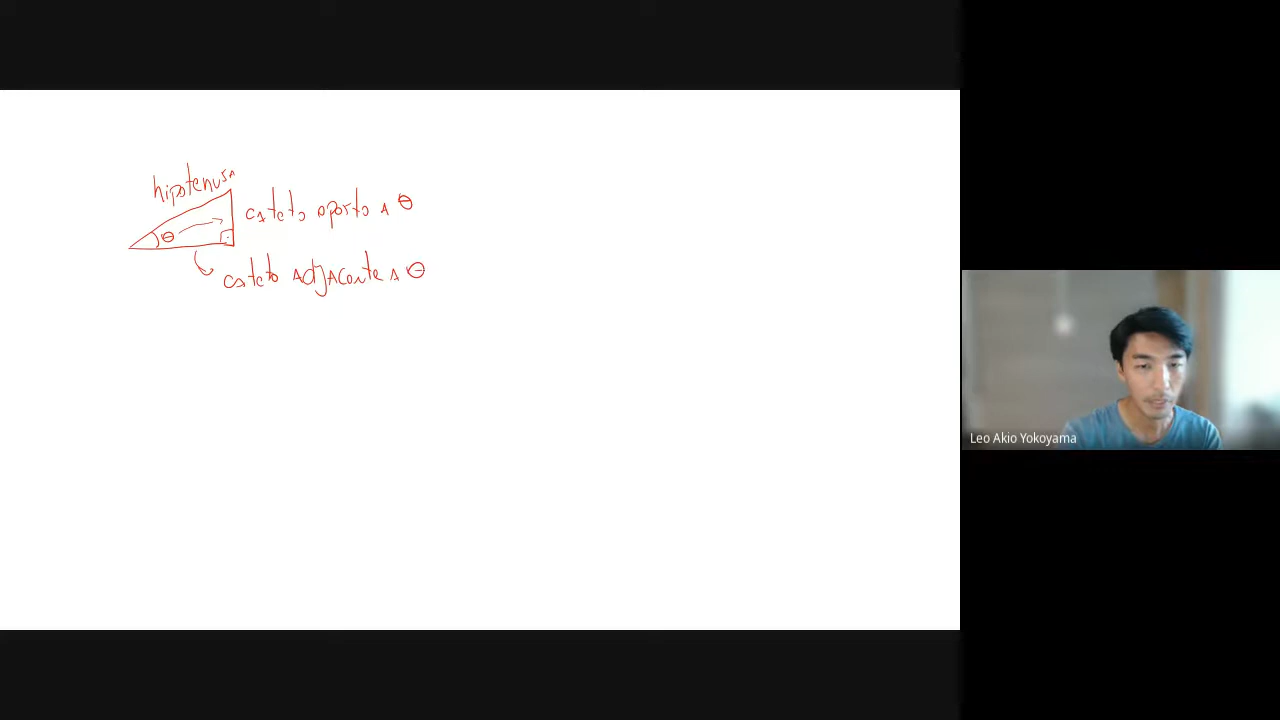 hipotenusa
cateto oposto a θ
θ
cateto adjacente a θ
Leo Akio Yokoyama